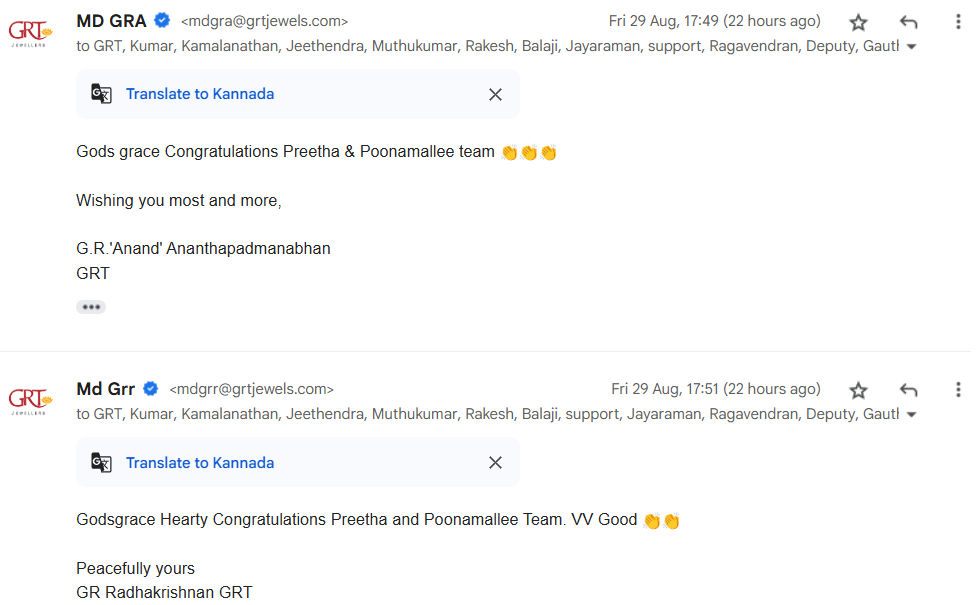 GRT
JEWELLERS
MD GRA <mdgra@grtjewels.com> Fri 29 Aug, 17:49 (22 hours ago)
to GRT, Kumar, Kamalanathan, Jeethendra, Muthukumar, Rakesh, Balaji, Jayaraman, support, Ragavendran, Deputy, Gautl
Translate to Kannada
Gods grace Congratulations Preetha & Poonamallee team 👏👏👏
Wishing you most and more,
G.R.'Anand' Ananthapadmanabhan
GRT
GRT
JEWELLERS
Md Grr <mdgrr@grtjewels.com> Fri 29 Aug, 17:51 (22 hours ago)
to GRT, Kumar, Kamalanathan, Jeethendra, Muthukumar, Rakesh, Balaji, support, Jayaraman, Ragavendran, Deputy, Gautl
Translate to Kannada
Godsgrace Hearty Congratulations Preetha and Poonamallee Team. VV Good 👏👏
Peacefully yours
GR Radhakrishnan GRT